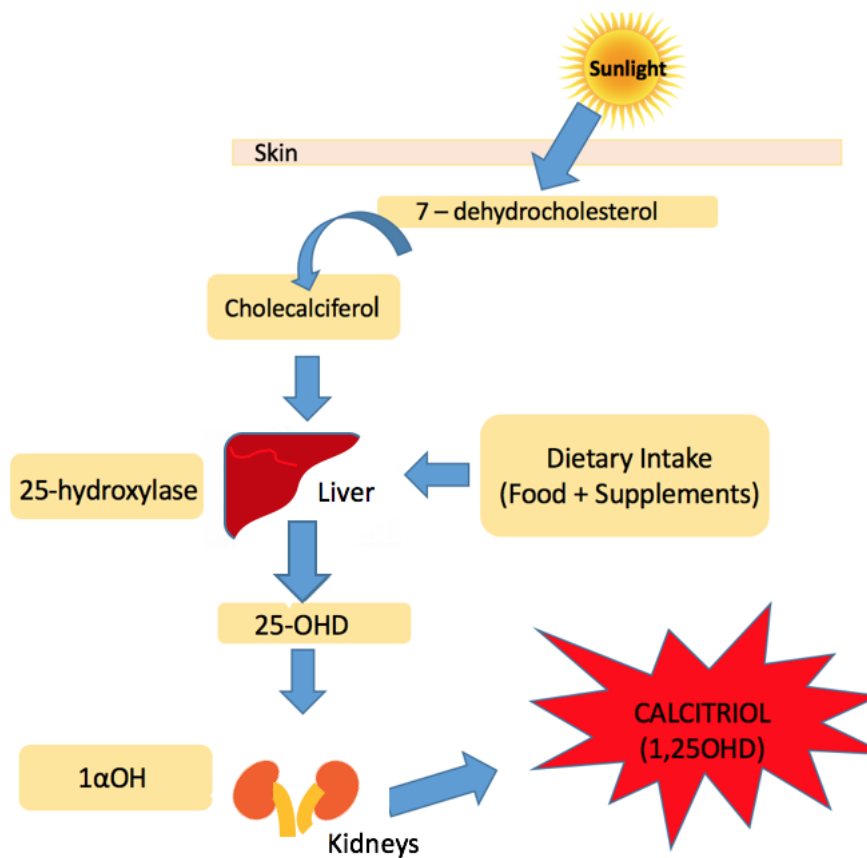 Sunlight
Skin
7 – dehydrocholesterol
Cholecalciferol
25-hydroxylase
Liver
Dietary Intake
(Food + Supplements)
25-OHD
CALCITRIOL
(1,25OHD)
1αOH
Kidneys